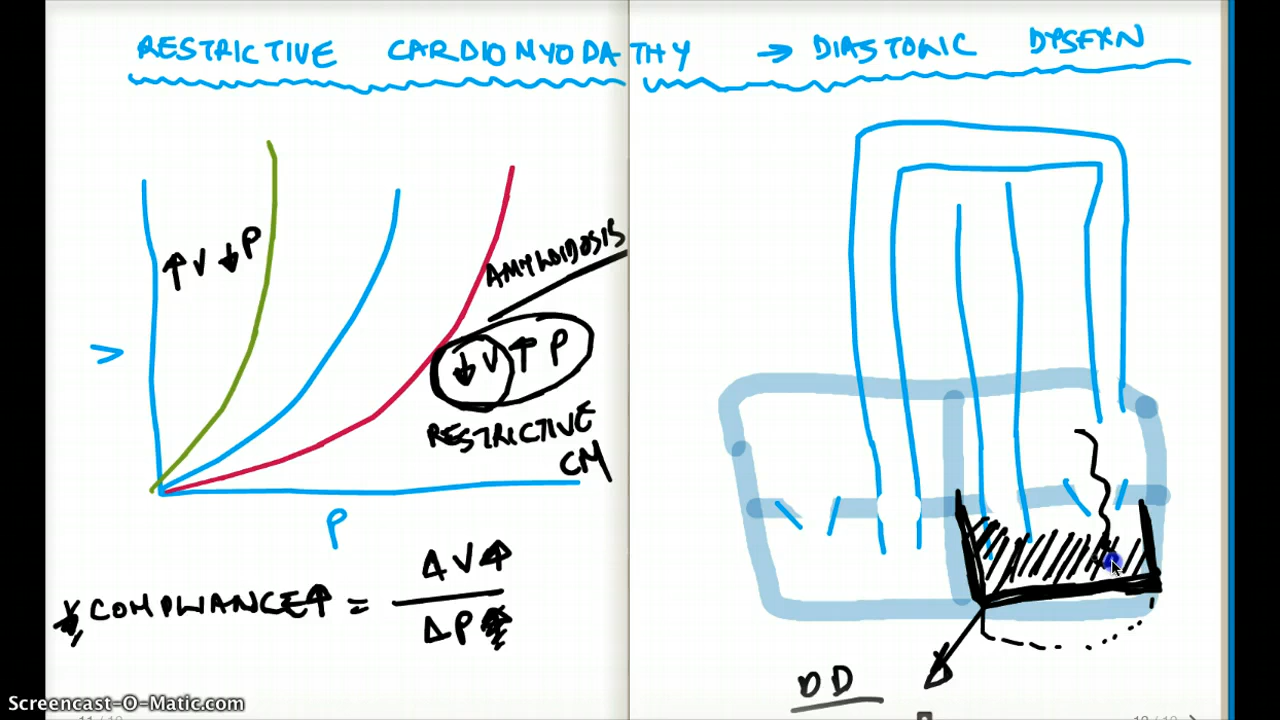 RESTRICTIVE CARDIOMYOPATHY → DIASTOLIC DYSFXN
↑ V ↓ P
AMYLOIDOSIS
V
↓ V ↑ P
RESTRICTIVE
CM
P
COMPLIANCE↑ = ΔV↑
ΔP
DD
Screencast-O-Matic.com